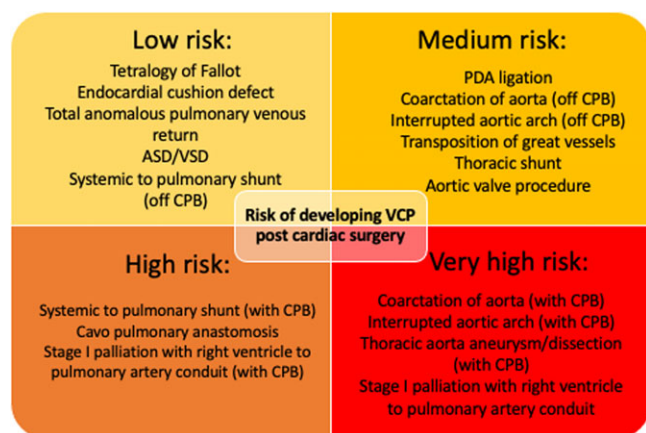 Low risk:
Tetralogy of Fallot
Endocardial cushion defect
Total anomalous pulmonary venous
return
ASD/VSD
Systemic to pulmonary shunt
(off CPB)
Medium risk:
PDA ligation
Coarctation of aorta (off CPB)
Interrupted aortic arch (off CPB)
Transposition of great vessels
Thoracic shunt
Aortic valve procedure
Risk of developing VCP
post cardiac surgery
High risk:
Systemic to pulmonary shunt (with CPB)
Cavo pulmonary anastomosis
Stage I palliation with right ventricle to
pulmonary artery conduit (with CPB)
Very high risk:
Coarctation of aorta (with CPB)
Interrupted aortic arch (with CPB)
Thoracic aorta aneurysm/dissection
(with CPB)
Stage I palliation with right ventricle
to pulmonary artery conduit